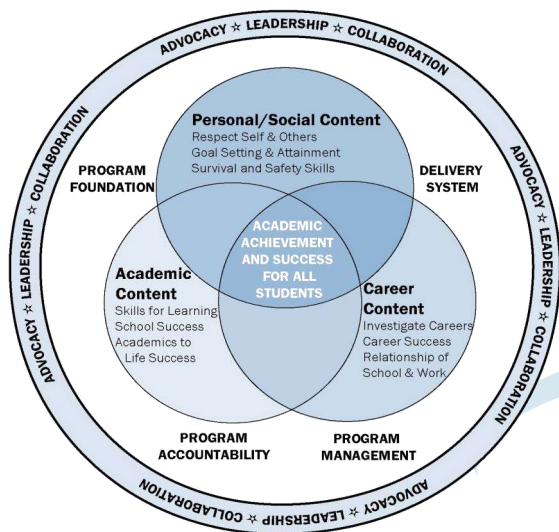 ADVOCACY ☆ LEADERSHIP ☆ COLLABORATION
ADVOCACY ☆ LEADERSHIP ☆ COLLABORATION
ADVOCACY ☆ LEADERSHIP ☆ COLLABORATION
Personal/Social Content
Respect Self & Others
Goal Setting & Attainment
Survival and Safety Skills
PROGRAM
FOUNDATION
DELIVERY
SYSTEM
ACADEMIC
ACHIEVEMENT
AND SUCCESS
FOR ALL
STUDENTS
Academic
Content
Skills for Learning
School Success
Academics to
Life Success
Career
Content
Investigate Careers
Career Success
Relationship of
School & Work
PROGRAM
ACCOUNTABILITY
PROGRAM
MANAGEMENT
ADVOCACY ☆ LEADERSHIP ☆ COLLABORATION